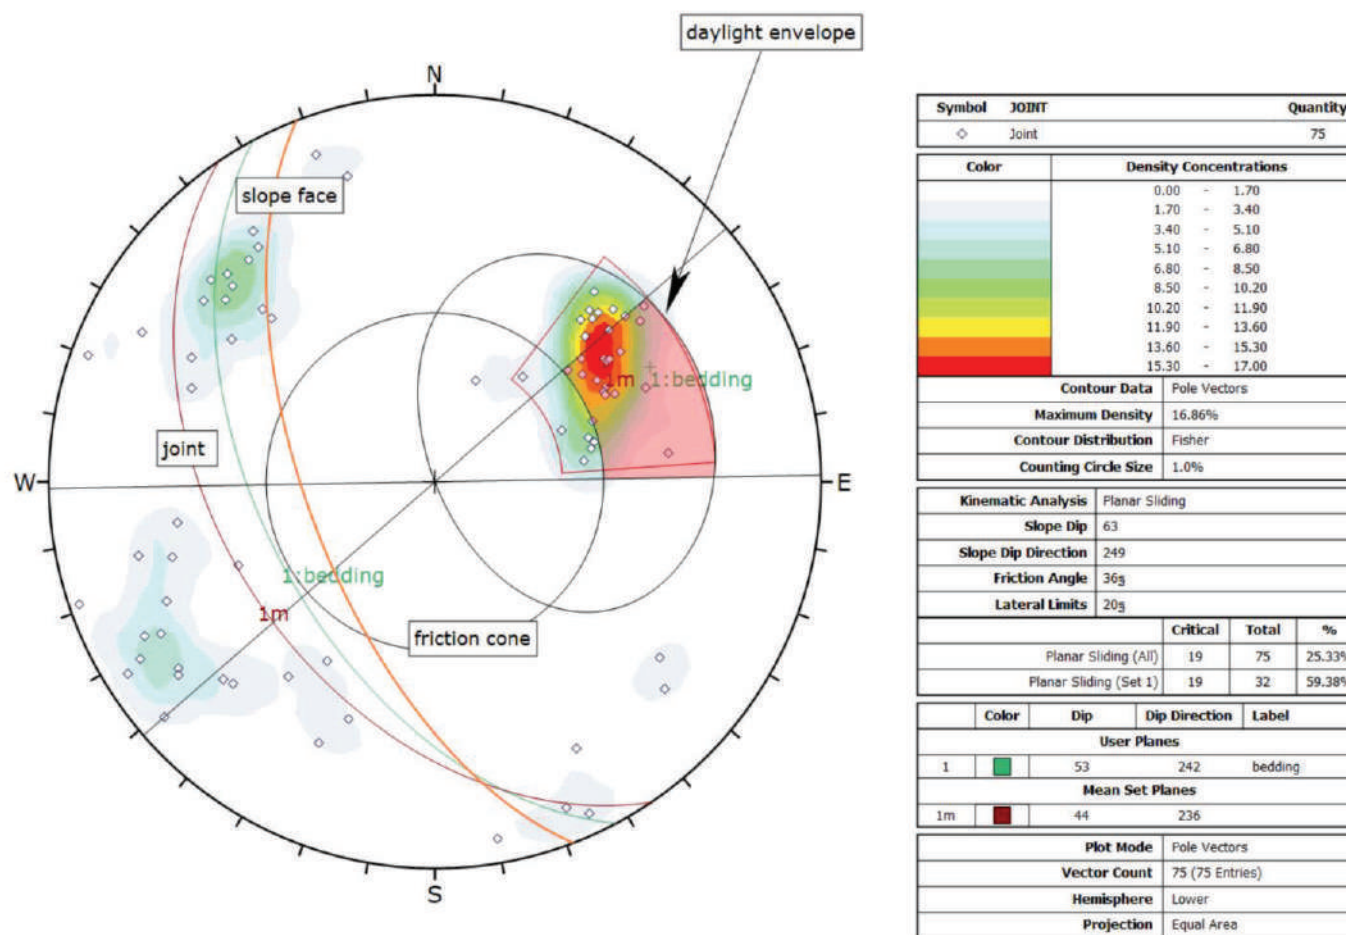 daylight envelope
N
slope face
1m 1:bedding
joint
W
E
1:bedding
1m
friction cone
S
Symbol JOINT Quantity
Joint 75
Color Density Concentrations
0.00 - 1.70
1.70 - 3.40
3.40 - 5.10
5.10 - 6.80
6.80 - 8.50
8.50 - 10.20
10.20 - 11.90
11.90 - 13.60
13.60 - 15.30
15.30 - 17.00
Contour Data Pole Vectors
Maximum Density 16.86%
Contour Distribution Fisher
Counting Circle Size 1.0%
Kinematic Analysis Planar Sliding
Slope Dip 63
Slope Dip Direction 249
Friction Angle 36з
Lateral Limits 20з
Critical Total %
Planar Sliding (All) 19 75 25.33%
Planar Sliding (Set 1) 19 32 59.38%
Color Dip Dip Direction Label
User Planes
1 53 242 bedding
Mean Set Planes
1m 44 236
Plot Mode Pole Vectors
Vector Count 75 (75 Entries)
Hemisphere Lower
Projection Equal Area